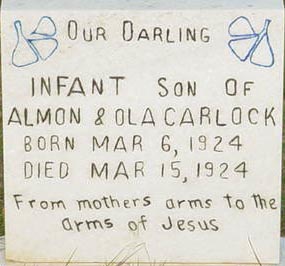 Our Darling
INFANT SON OF
ALMON & OLA CARLOCK
BORN MAR 6, 1924
DIED MAR 15, 1924
From mothers arms to the
arms of Jesus